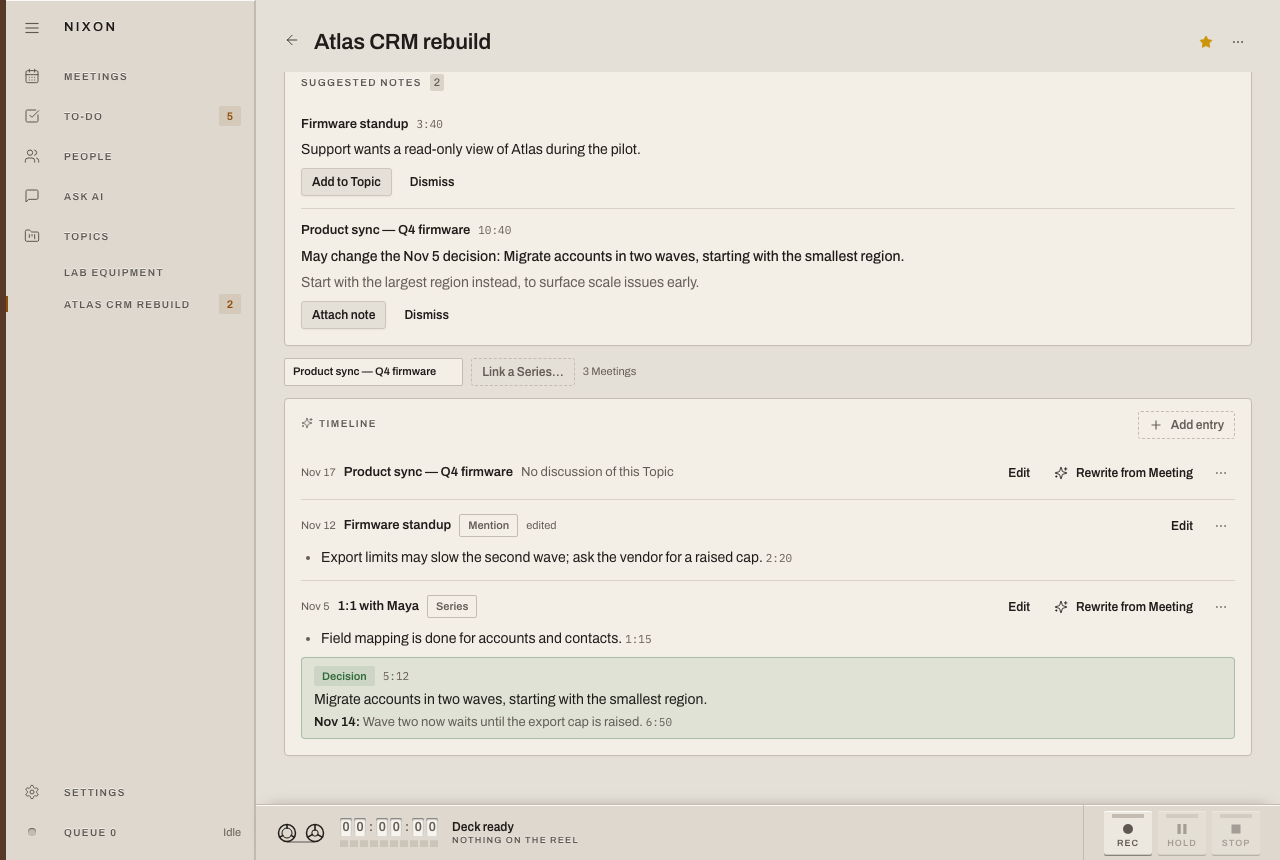 NIXON
MEETINGS
TO-DO 5
PEOPLE
ASK AI
TOPICS
LAB EQUIPMENT
ATLAS CRM REBUILD 2
SETTINGS
QUEUE 0 Idle
Atlas CRM rebuild
SUGGESTED NOTES 2
Firmware standup 3:40
Support wants a read-only view of Atlas during the pilot.
Add to Topic Dismiss
Product sync — Q4 firmware 10:40
May change the Nov 5 decision: Migrate accounts in two waves, starting with the smallest region.
Start with the largest region instead, to surface scale issues early.
Attach note Dismiss
Product sync — Q4 firmware Link a Series... 3 Meetings
TIMELINE Add entry
Nov 17 Product sync — Q4 firmware No discussion of this Topic Edit Rewrite from Meeting
Nov 12 Firmware standup Mention edited Edit
• Export limits may slow the second wave; ask the vendor for a raised cap. 2:20
Nov 5 1:1 with Maya Series Edit Rewrite from Meeting
• Field mapping is done for accounts and contacts. 1:15
Decision 5:12
Migrate accounts in two waves, starting with the smallest region.
Nov 14: Wave two now waits until the export cap is raised. 6:50
00:00:00 Deck ready
NOTHING ON THE REEL
REC HOLD STOP